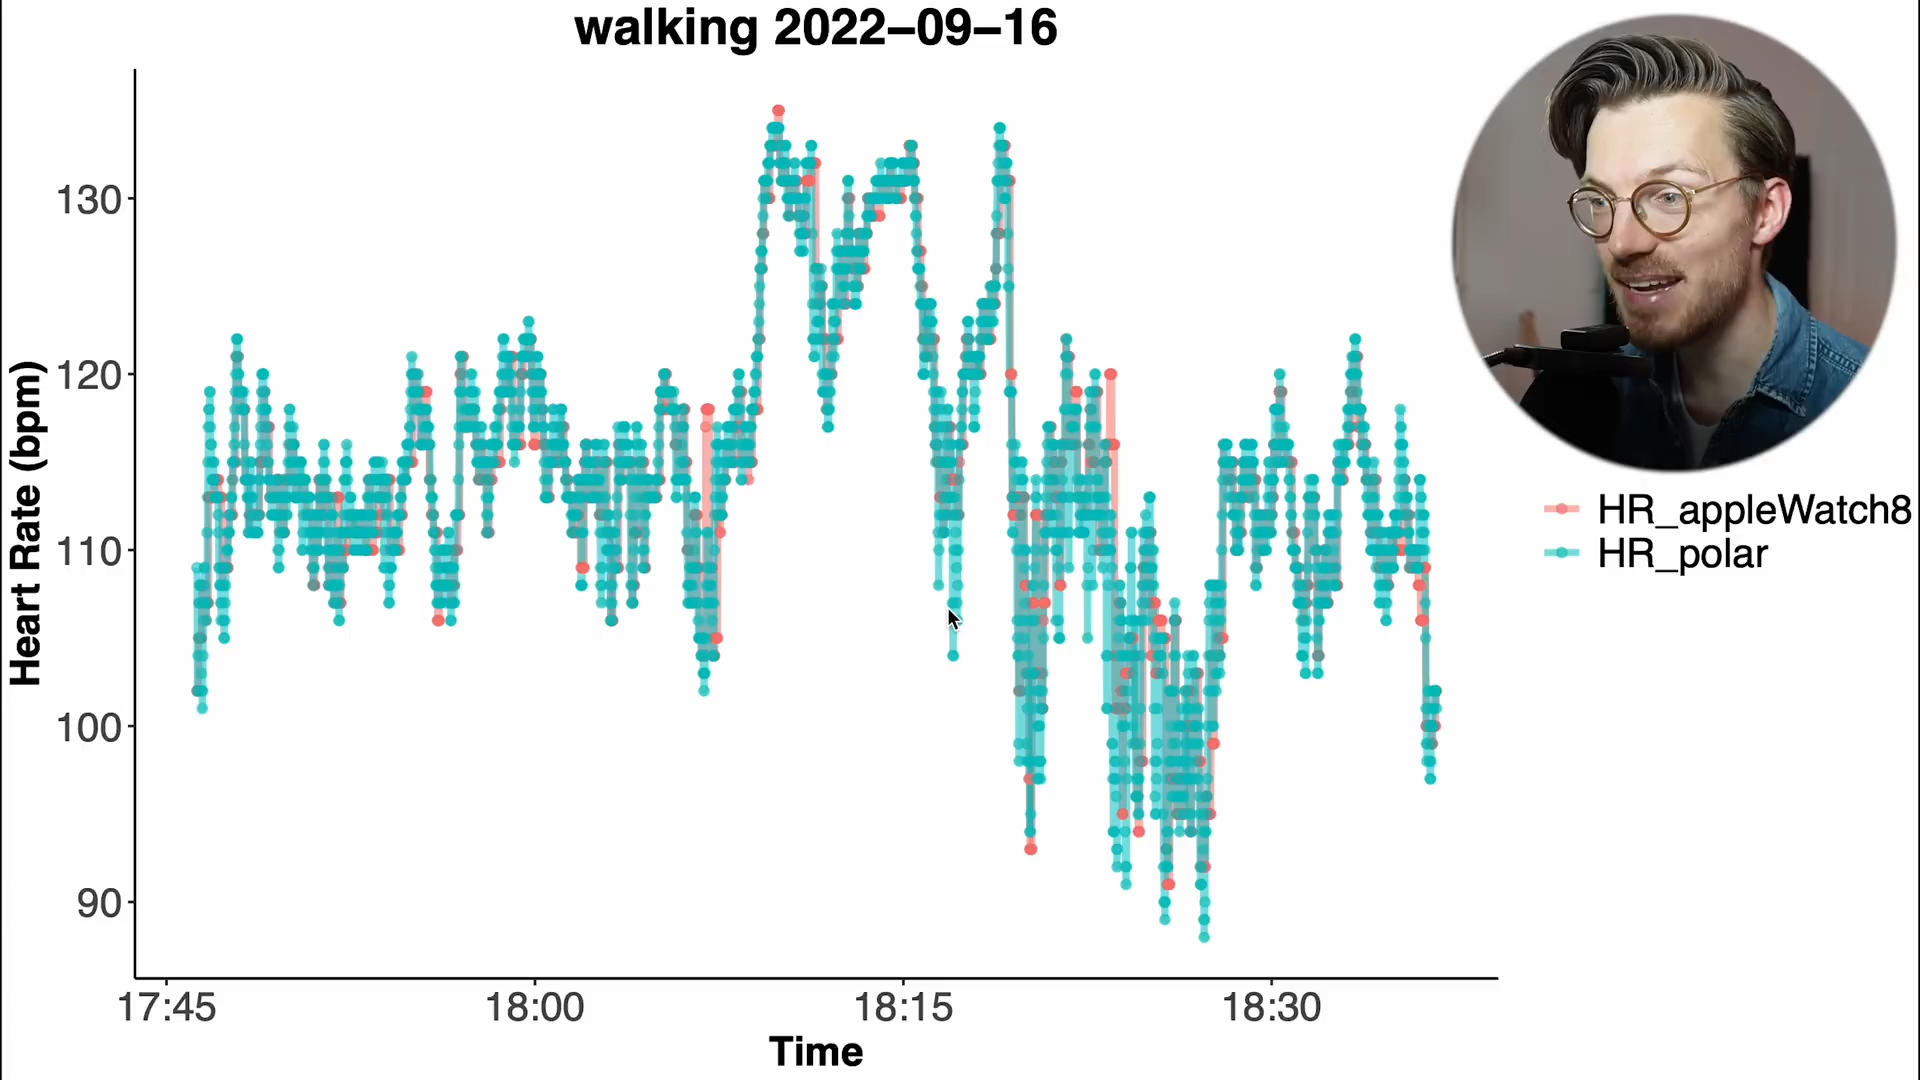 walking 2022–09–16
Heart Rate (bpm)
130
120
110
100
90
17:45
18:00
18:15
18:30
Time
HR_appleWatch8
HR_polar